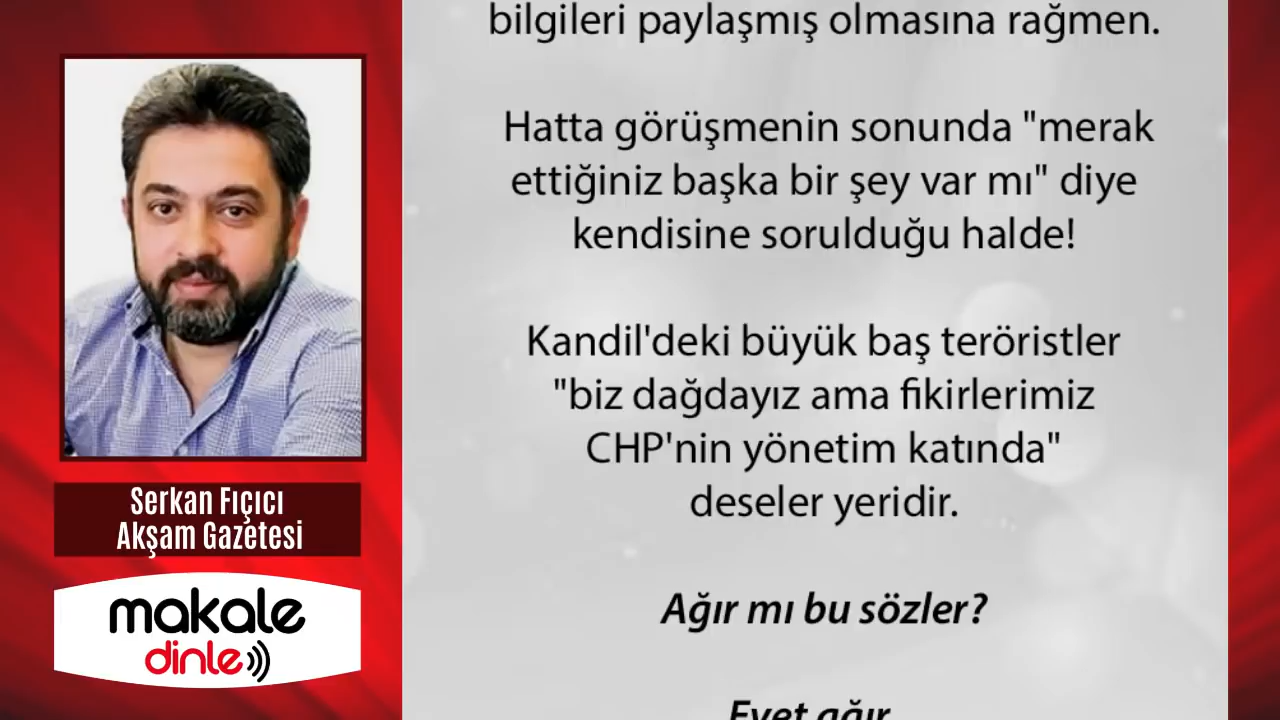 bilgileri paylaşmış olmasına rağmen.
Hatta görüşmenin sonunda "merak
ettiğiniz başka bir şey var mı" diye
kendisine sorulduğu halde!
Kandil'deki büyük baş teröristler
"biz dağdayız ama fikirlerimiz
CHP'nin yönetim katında"
deseler yeridir.
Ağır mı bu sözler?
Evet ağır
Serkan Fıçıcı
Akşam Gazetesi
makale
dinle